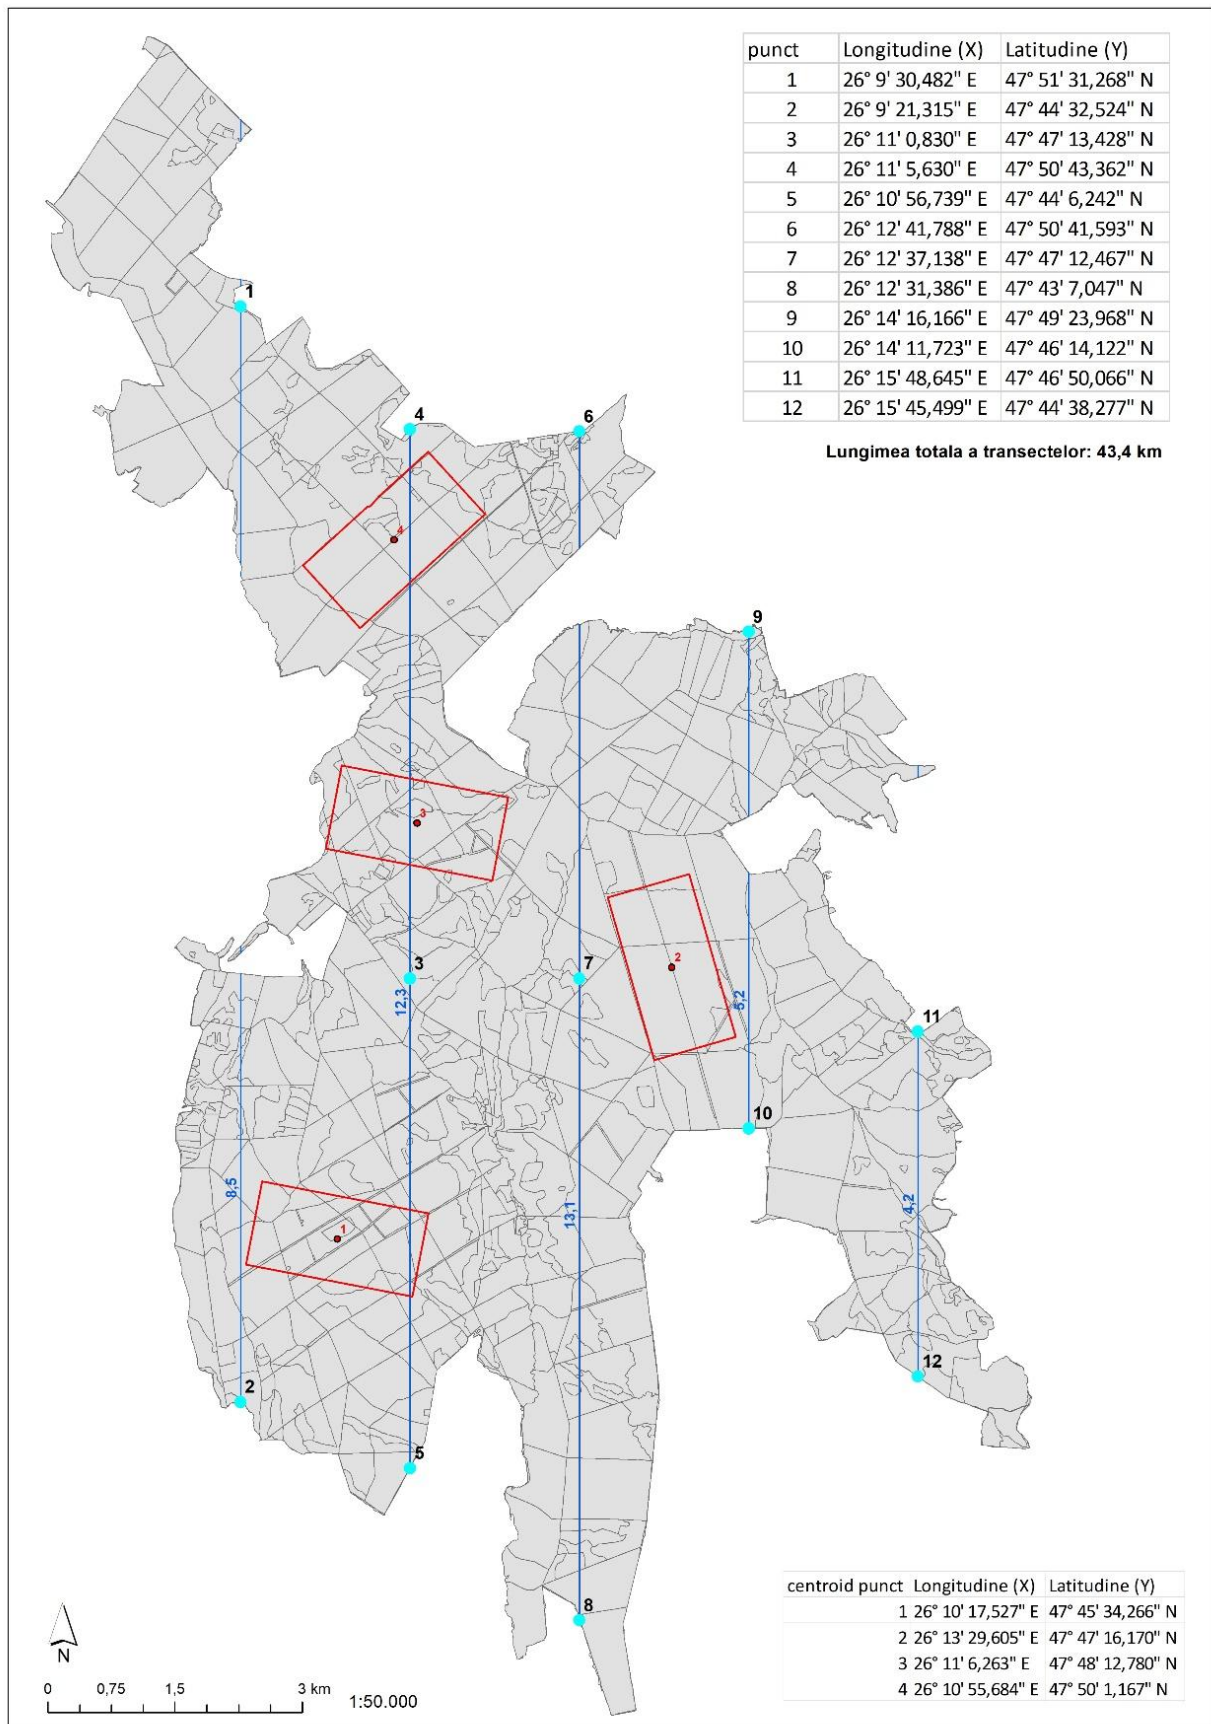 punct Longitudine (X) Latitudine (Y)
1 26° 9' 30,482" E 47° 51' 31,268" N
2 26° 9' 21,315" E 47° 44' 32,524" N
3 26° 11' 0,830" E 47° 47' 13,428" N
4 26° 11' 5,630" E 47° 50' 43,362" N
5 26° 10' 56,739" E 47° 44' 6,242" N
6 26° 12' 41,788" E 47° 50' 41,593" N
7 26° 12' 37,138" E 47° 47' 12,467" N
8 26° 12' 31,386" E 47° 43' 7,047" N
9 26° 14' 16,166" E 47° 49' 23,968" N
10 26° 14' 11,723" E 47° 46' 14,122" N
11 26° 15' 48,645" E 47° 46' 50,066" N
12 26° 15' 45,499" E 47° 44' 38,277" N
Lungimea totala a transectelor: 43,4 km
1
4
6
4
9
3
2
3
7
12,3
5,2
11
10
8,5
4,2
13,1
1
12
2
5
8
centroid punct Longitudine (X) Latitudine (Y)
1 26° 10' 17,527" E 47° 45' 34,266" N
2 26° 13' 29,605" E 47° 47' 16,170" N
3 26° 11' 6,263" E 47° 48' 12,780" N
4 26° 10' 55,684" E 47° 50' 1,167" N
N
0 0,75 1,5 3 km
1:50.000